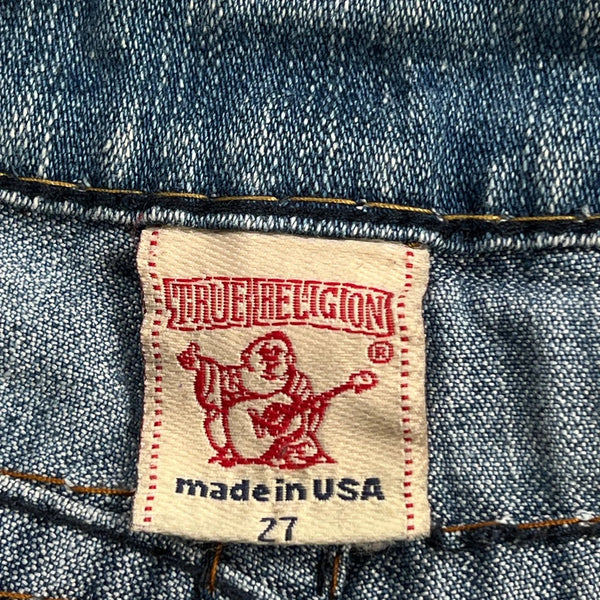 TRUE RELIGION
®
made in USA
27